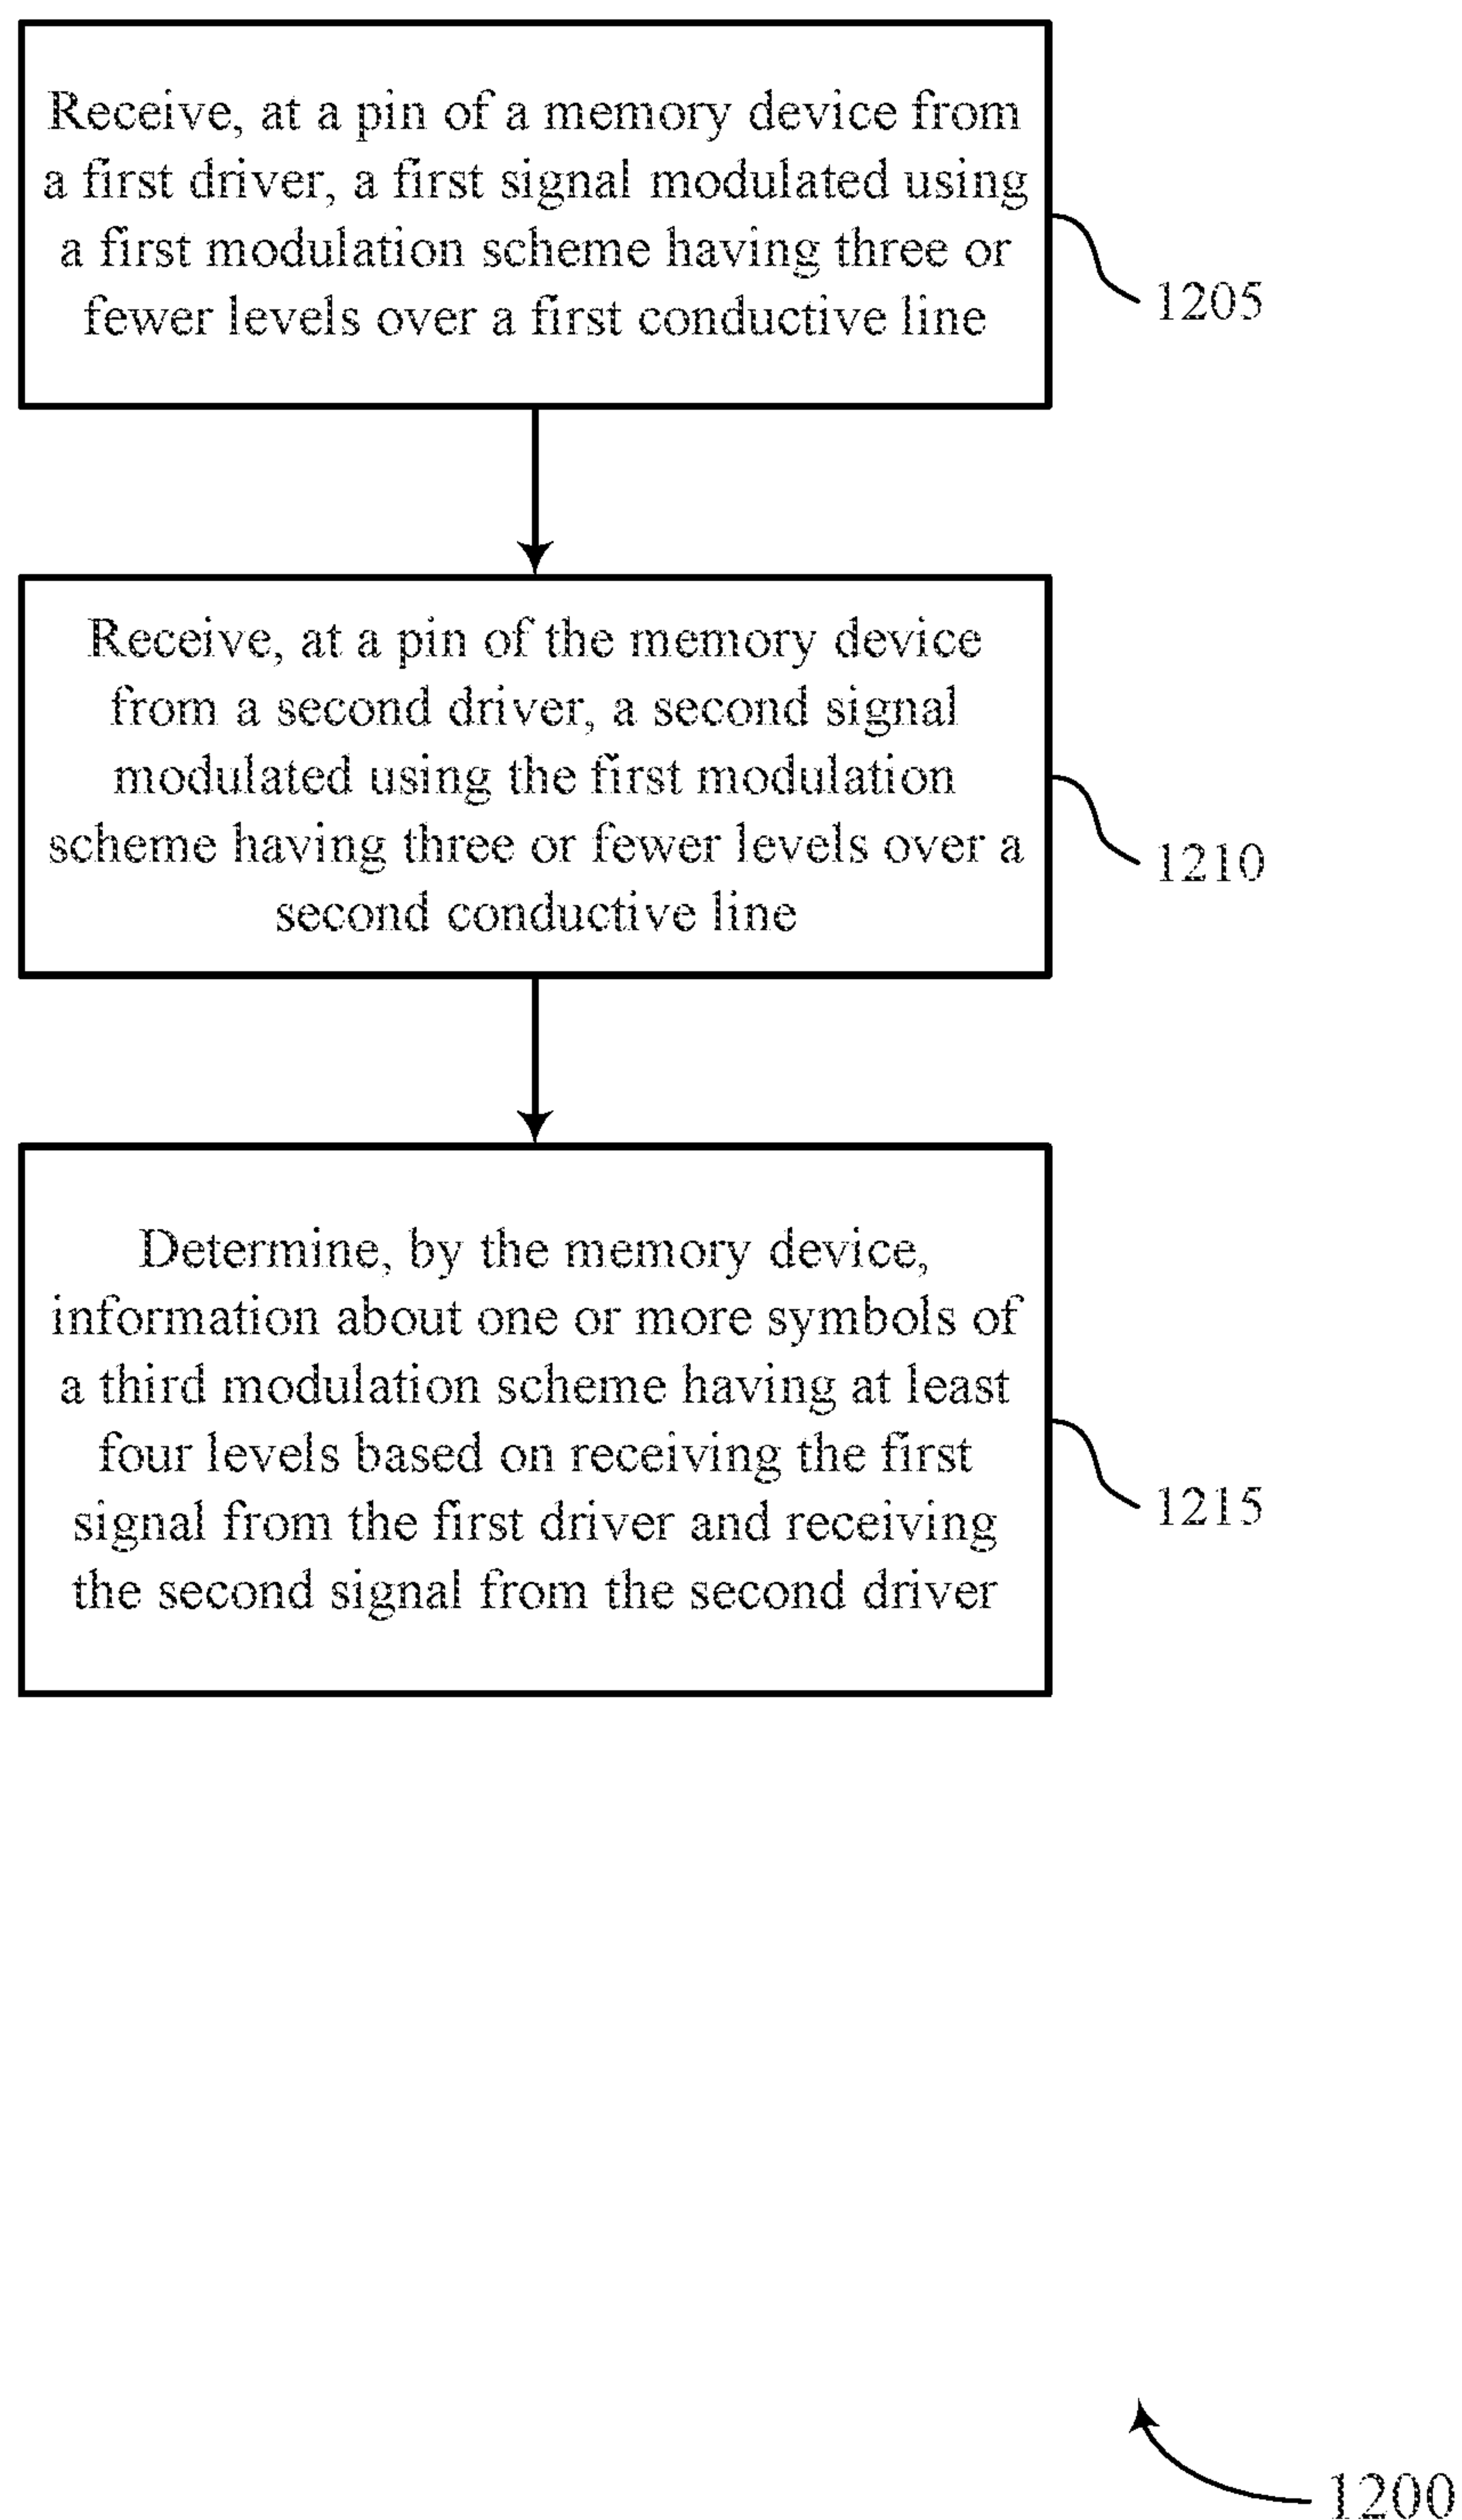 Receive, at a pin of a memory device from
a first driver, a first signal modulated using
a first modulation scheme having three or
fewer levels over a first conductive line
1205
Receive, at a pin of the memory device
from a second driver, a second signal
modulated using the first modulation
scheme having three or fewer levels over a
second conductive line
1210
Determine, by the memory device,
information about one or more symbols of
a third modulation scheme having at least
four levels based on receiving the first
signal from the first driver and receiving
the second signal from the second driver
1215
1200